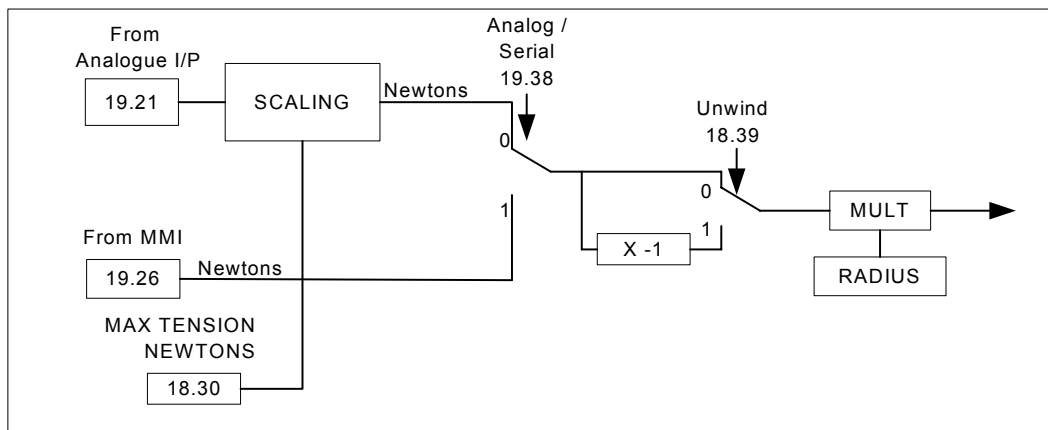 From
Analogue I/P
19.21
SCALING
Newtons
Analog /
Serial
19.38
0
1
Unwind
18.39
0
1
X -1
MULT
RADIUS
From MMI
19.26
Newtons
MAX TENSION
NEWTONS
18.30